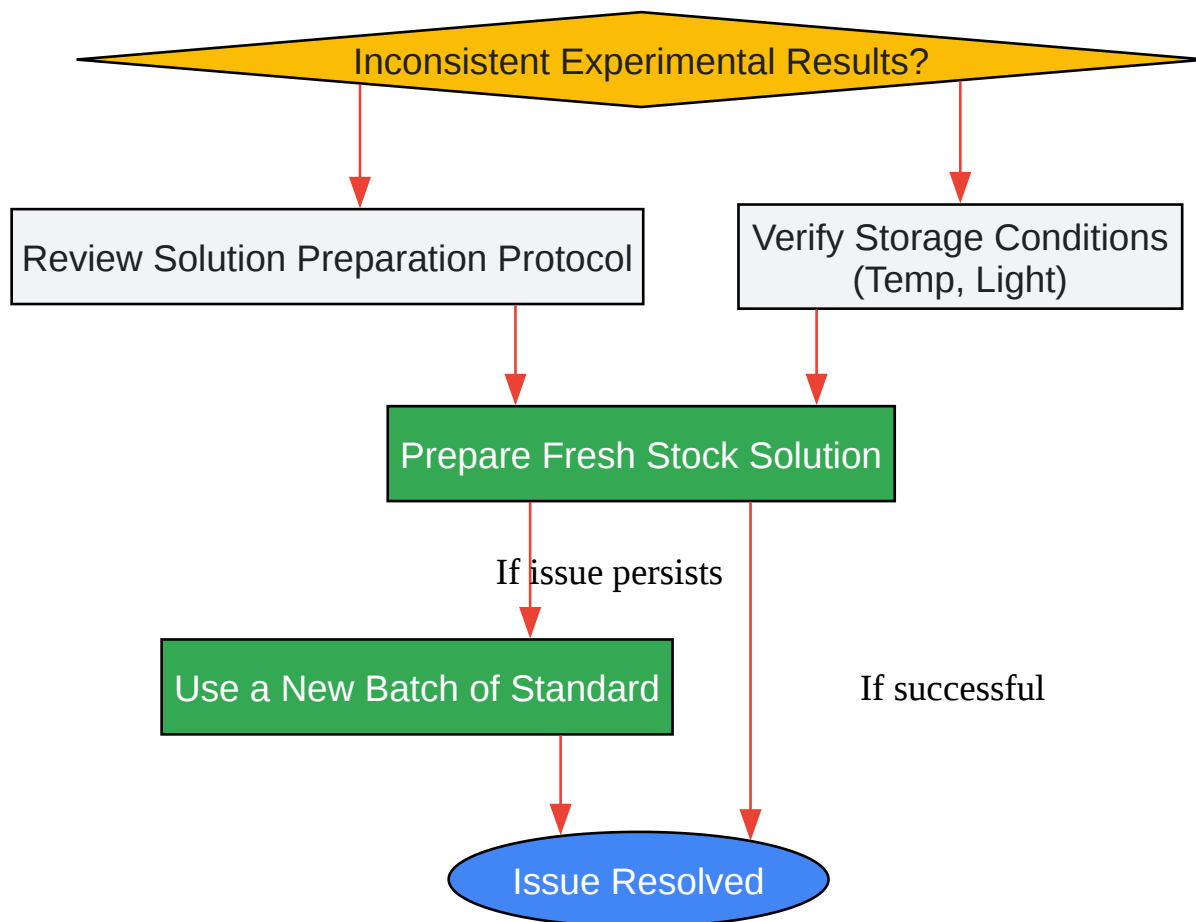 Inconsistent Experimental Results?
Review Solution Preparation Protocol
Verify Storage Conditions
(Temp, Light)
Prepare Fresh Stock Solution
If issue persists
Use a New Batch of Standard
If successful
Issue Resolved